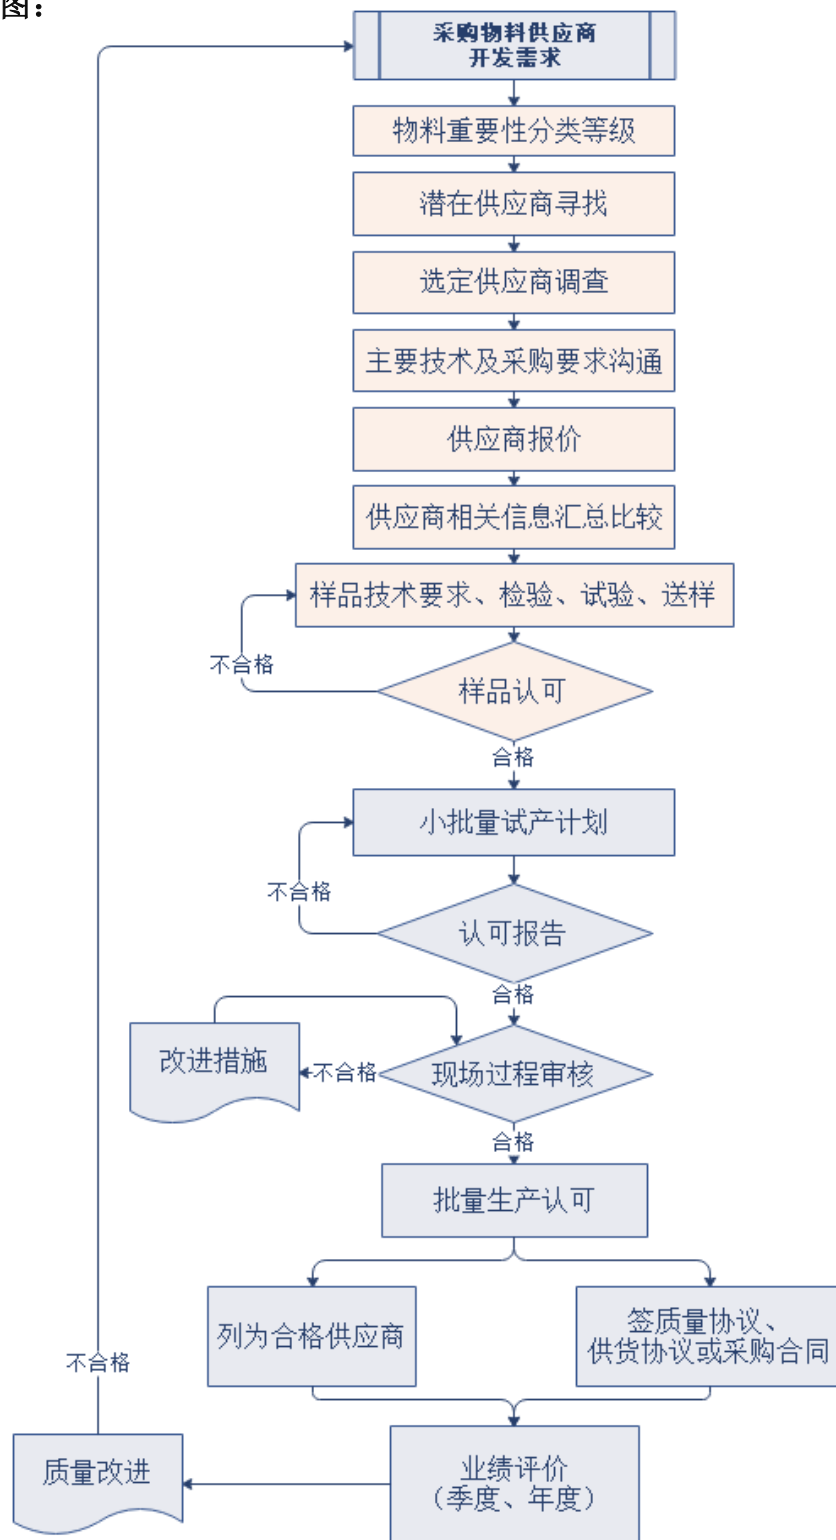 图：
采购物料供应商
开发需求
物料重要性分类等级
潜在供应商寻找
选定供应商调查
主要技术及采购要求沟通
供应商报价
供应商相关信息汇总比较
样品技术要求、检验、试验、送样
不合格
样品认可
合格
小批量试产计划
不合格
认可报告
合格
改进措施
不合格
现场过程审核
合格
批量生产认可
列为合格供应商
签质量协议、
供货协议或采购合同
不合格
质量改进
业绩评价
（季度、年度）